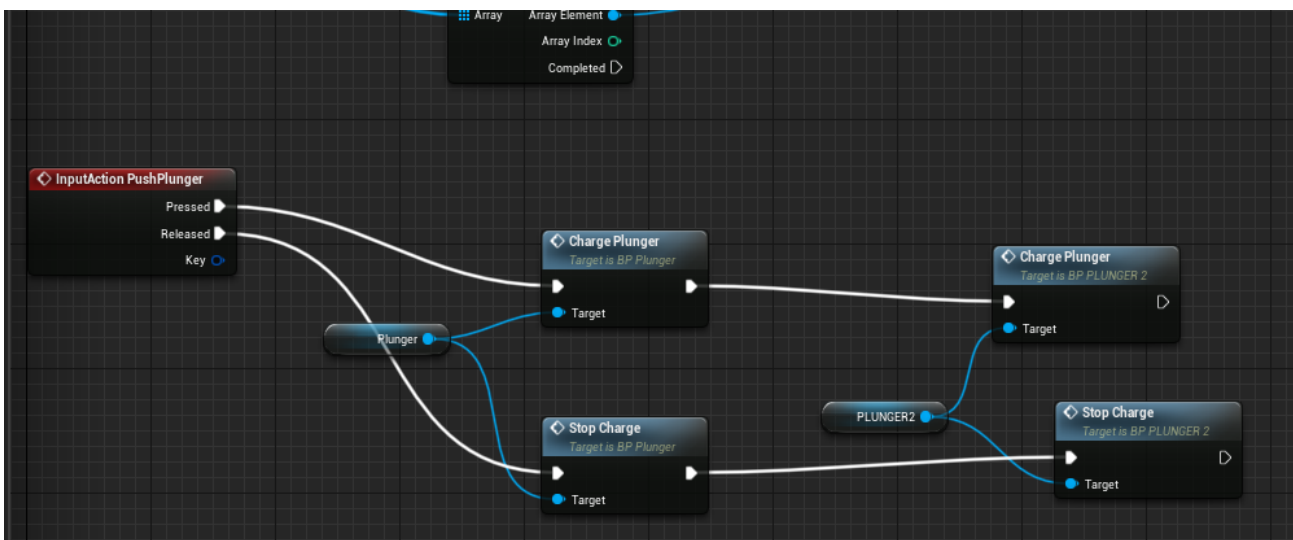 Array Array Element
Array Index
Completed
InputAction PushPlunger
Pressed
Released
Key
Charge Plunger
Target is BP Plunger
Target
Plunger
Charge Plunger
Target is BP PLUNGER 2
Target
PLUNGER2
Stop Charge
Target is BP Plunger
Target
Stop Charge
Target is BP PLUNGER 2
Target